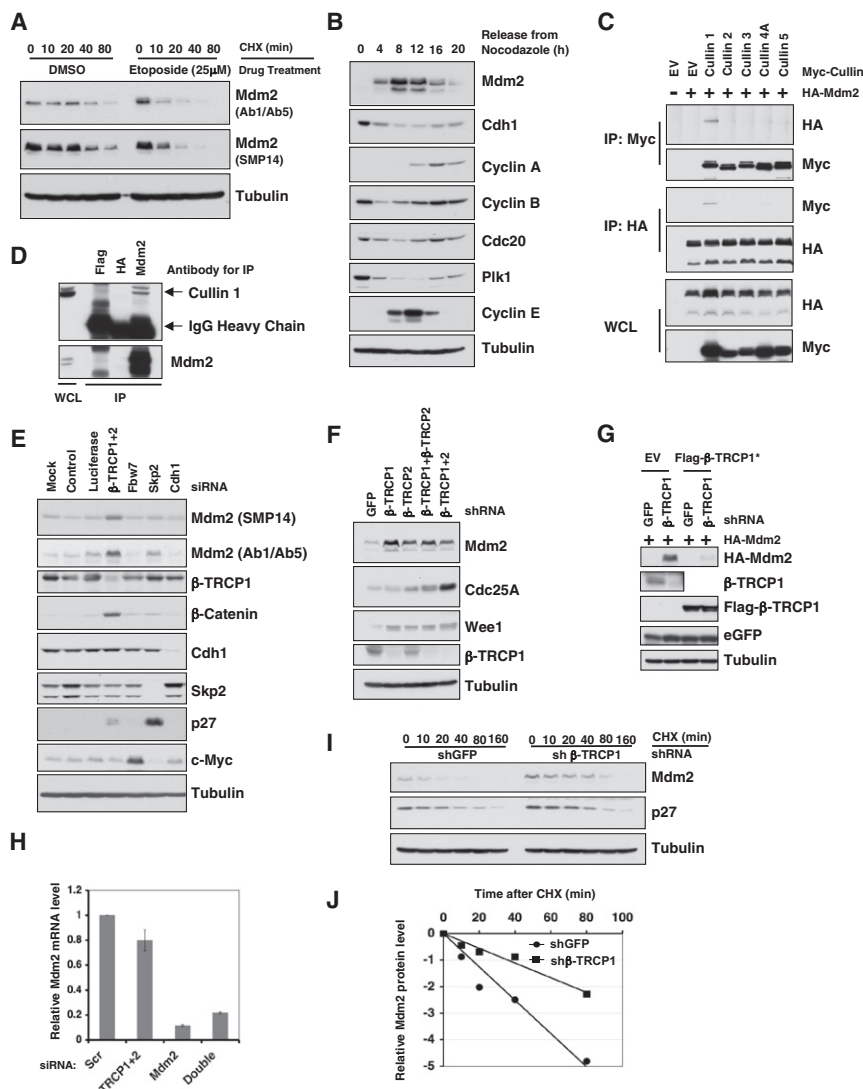 A
0 10 20 40 80 0 10 20 40 80 CHX (min)
DMSO Etoposide (25μM) Drug Treatment
Mdm2
(Ab1/Ab5)
Mdm2
(SMP14)
Tubulin
B
Release from
Nocodazole (h)
0 4 8 12 16 20
Mdm2
Cdh1
Cyclin A
Cyclin B
Cdc20
Plk1
Cyclin E
Tubulin
C
EV
EV
Cullin 1
Cullin 2
Cullin 3
Cullin 4A
Cullin 5
Myc-Cullin
- + + + + + + HA-Mdm2
IP: Myc
HA
Myc
IP: HA
Myc
HA
WCL
HA
Myc
D
Flag
HA
Mdm2
Antibody for IP
Cullin 1
IgG Heavy Chain
Mdm2
WCL IP
E
Mock
Control
Luciferase
β-TRCP1+2
Fbw7
Skp2
Cdh1
siRNA
Mdm2 (SMP14)
Mdm2 (Ab1/Ab5)
β-TRCP1
β-Catenin
Cdh1
Skp2
p27
c-Myc
Tubulin
F
GFP
β-TRCP1
β-TRCP2
β-TRCP1+β-TRCP2
β-TRCP1+2
shRNA
Mdm2
Cdc25A
Wee1
β-TRCP1
Tubulin
G
EV Flag-β-TRCP1*
GFP
β-TRCP1
GFP
β-TRCP1
shRNA
+ + + + HA-Mdm2
HA-Mdm2
β-TRCP1
Flag-β-TRCP1
eGFP
Tubulin
I
0 10 20 40 80 160 0 10 20 40 80 160 CHX (min)
shGFP sh β-TRCP1 shRNA
Mdm2
p27
Tubulin
H
Relative Mdm2 mRNA level
1.2
1
0.8
0.6
0.4
0.2
0
siRNA:
Scr
TRCP1+2
Mdm2
Double
J
Time after CHX (min)
0 20 40 60 80 100
Relative Mdm2 protein level
0
-1
-2
-3
-4
-5
shGFP
shβ-TRCP1